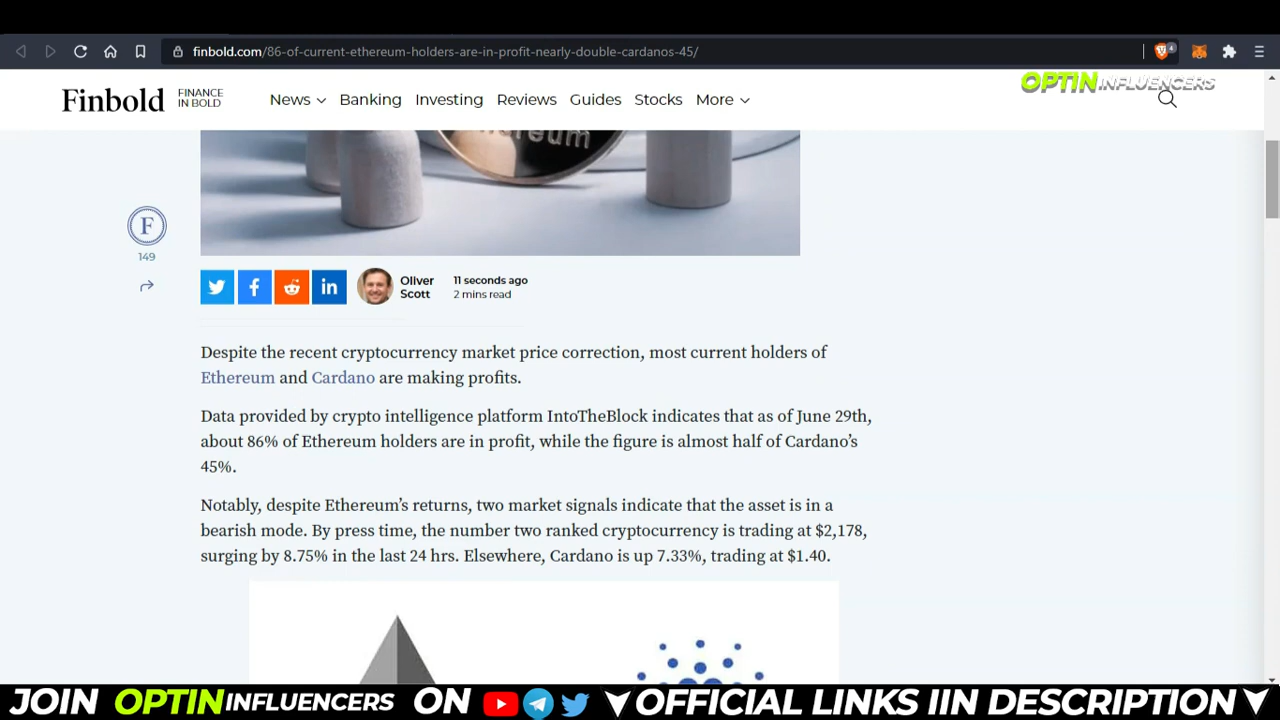 finbold.com/86-of-current-ethereum-holders-are-in-profit-nearly-double-cardanos-45/
4
OPTIN.INFLUENCERS
Finbold FINANCE IN BOLD
News Banking Investing Reviews Guides Stocks More
ereum
F
149
Oliver Scott
11 seconds ago
2 mins read
Despite the recent cryptocurrency market price correction, most current holders of
Ethereum and Cardano are making profits.
Data provided by crypto intelligence platform IntoTheBlock indicates that as of June 29th,
about 86% of Ethereum holders are in profit, while the figure is almost half of Cardano’s
45%.
Notably, despite Ethereum’s returns, two market signals indicate that the asset is in a
bearish mode. By press time, the number two ranked cryptocurrency is trading at $2,178,
surging by 8.75% in the last 24 hrs. Elsewhere, Cardano is up 7.33%, trading at $1.40.
JOIN OPTIN INFLUENCERS ON OFFICIAL LINKS IIN DESCRIPTION